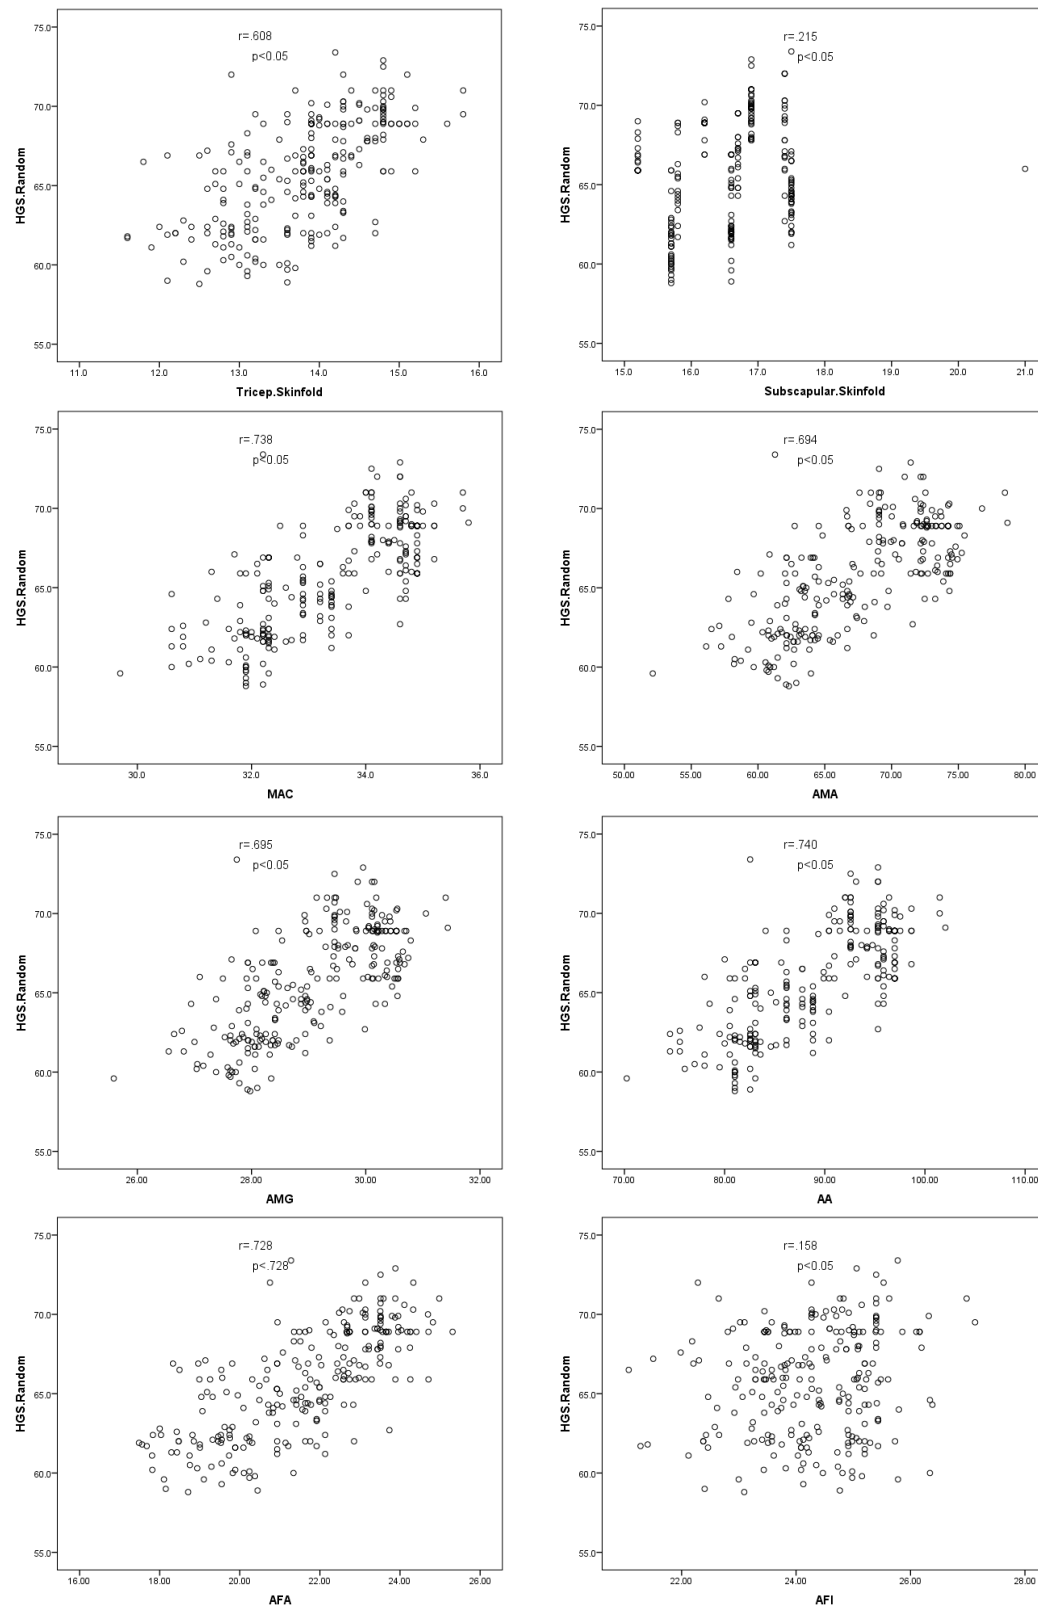 75.0
r=.608
p<0.05
70.0
HGS.Random
65.0
60.0
55.0
11.0 12.0 13.0 14.0 15.0 16.0
Tricep.Skinfold
75.0
r=.215
p<0.05
70.0
HGS.Random
65.0
60.0
55.0
15.0 16.0 17.0 18.0 19.0 20.0 21.0
Subscapular.Skinfold
75.0
r=.738
p<0.05
70.0
HGS.Random
65.0
60.0
55.0
30.0 32.0 34.0 36.0
MAC
75.0
r=.694
p<0.05
70.0
HGS.Random
65.0
60.0
55.0
50.00 55.00 60.00 65.00 70.00 75.00 80.00
AMA
75.0
r=.695
p<0.05
70.0
HGS.Random
65.0
60.0
55.0
26.00 28.00 30.00 32.00
AMG
75.0
r=.740
p<0.05
70.0
HGS.Random
65.0
60.0
55.0
70.00 80.00 90.00 100.00 110.00
AA
75.0
r=.728
p<.728
70.0
HGS.Random
65.0
60.0
55.0
16.00 18.00 20.00 22.00 24.00 26.00
AFA
75.0
r=.158
p<0.05
70.0
HGS.Random
65.0
60.0
55.0
22.00 24.00 26.00 28.00
AFI